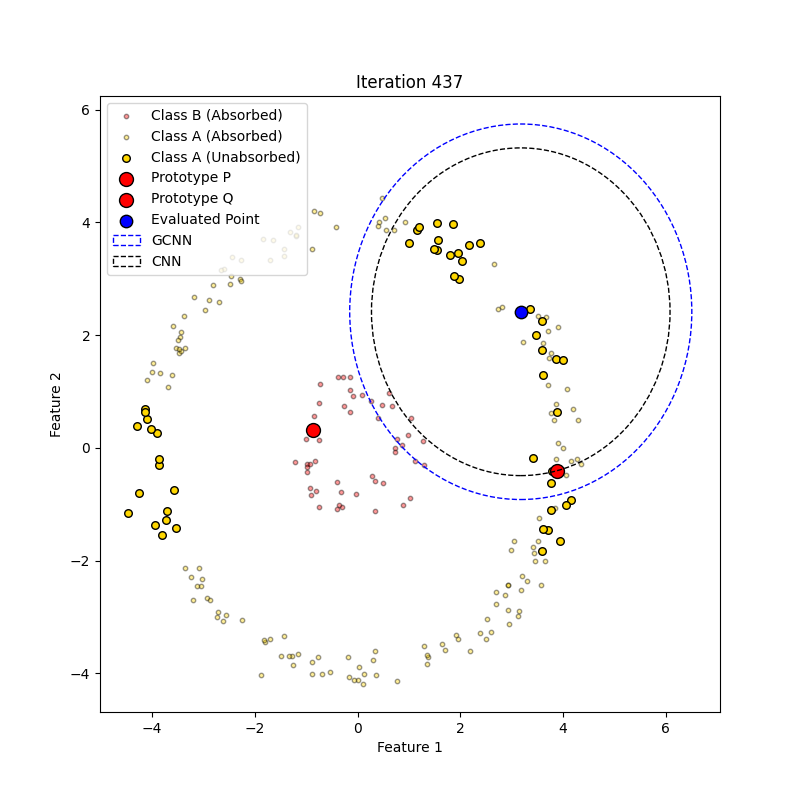 Iteration 437
Class B (Absorbed)
Class A (Absorbed)
Class A (Unabsorbed)
Prototype P
Prototype Q
Evaluated Point
GCNN
CNN
6
4
2
0
−2
−4
Feature 2
−4
−2
0
2
4
6
Feature 1